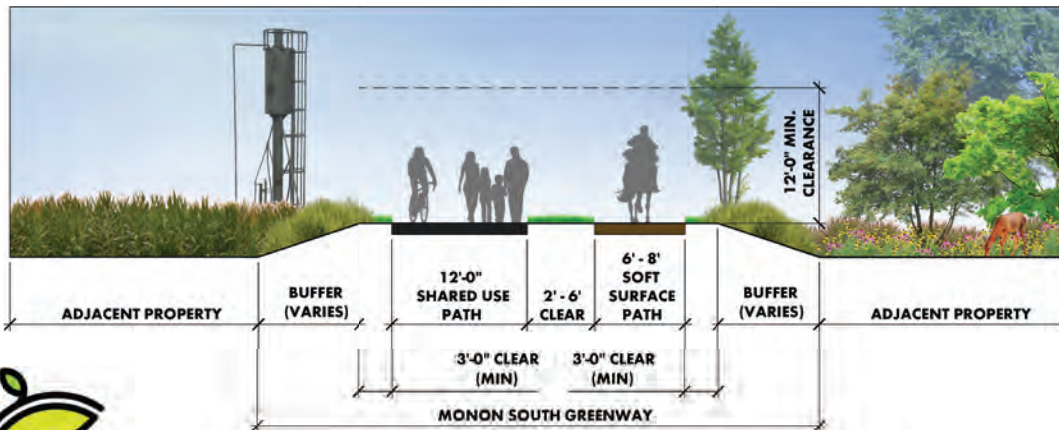 12'-0" MIN.
CLEARANCE
ADJACENT PROPERTY
BUFFER
(VARIES)
12'-0"
SHARED USE
PATH
2' - 6'
CLEAR
6' - 8'
SOFT
SURFACE
PATH
BUFFER
(VARIES)
ADJACENT PROPERTY
3'-0" CLEAR
(MIN)
3'-0" CLEAR
(MIN)
MONON SOUTH GREENWAY